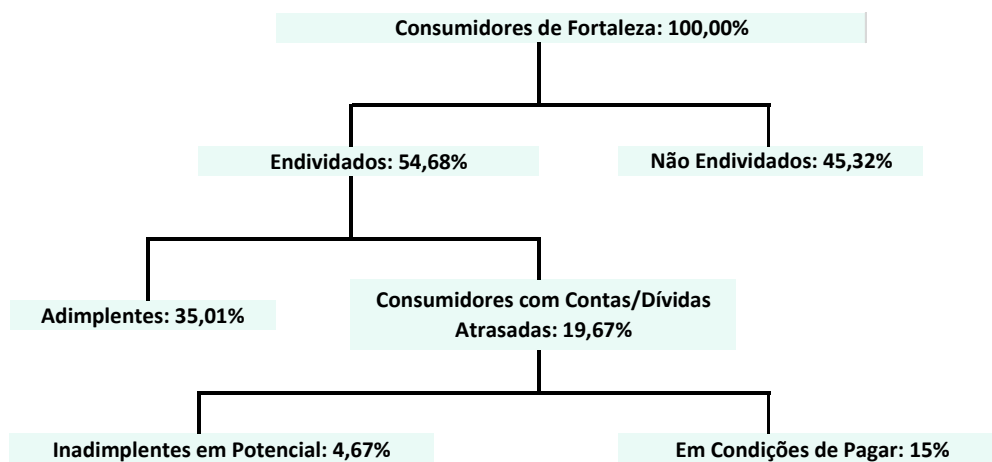 Consumidores de Fortaleza: 100,00%
Endividados: 54,68%
Não Endividados: 45,32%
Adimplentes: 35,01%
Consumidores com Contas/Dívidas
Atrasadas: 19,67%
Inadimplentes em Potencial: 4,67%
Em Condições de Pagar: 15%